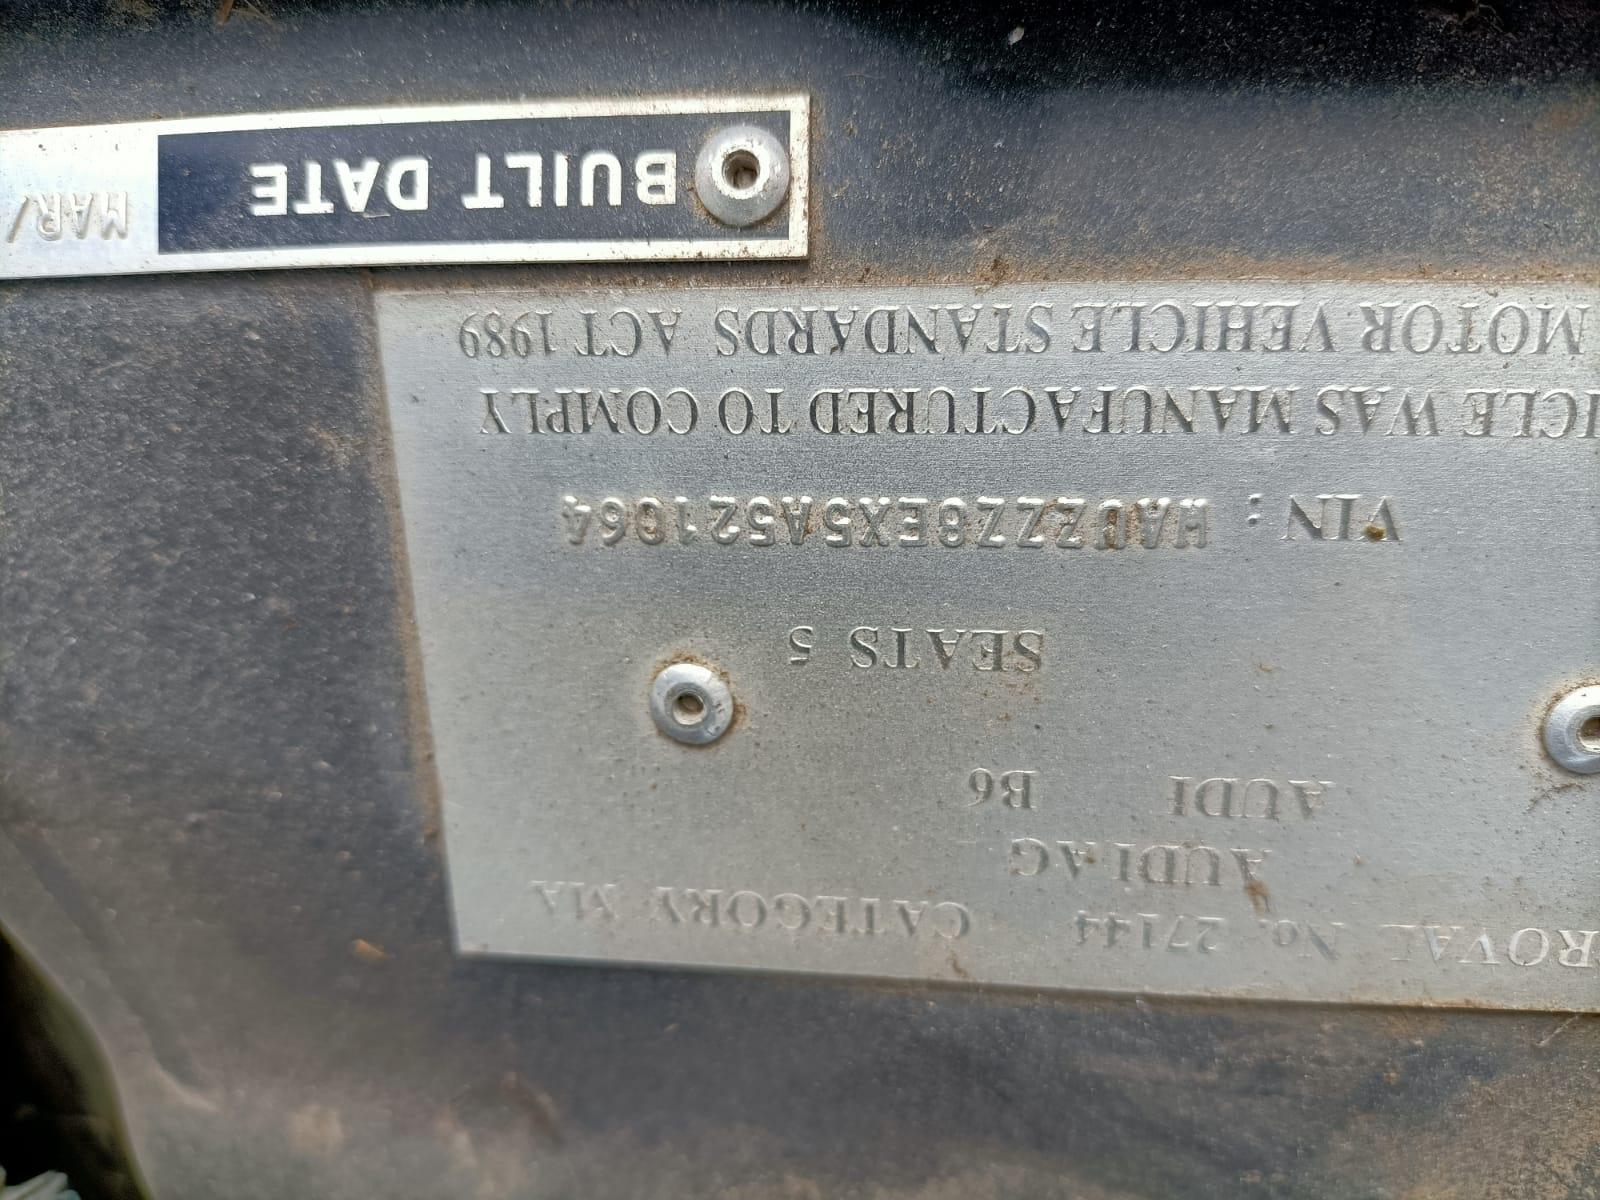 ROVAL No. 27144 CATEGORY MA
AUDI AG
AUDI B6
SEATS 5
VIN : WAUZZZ8EX5A521064
ICLE WAS MANUFACTURED TO COMPLY
MOTOR VEHICLE STANDARDS ACT 1989
BUILT DATE MAR/